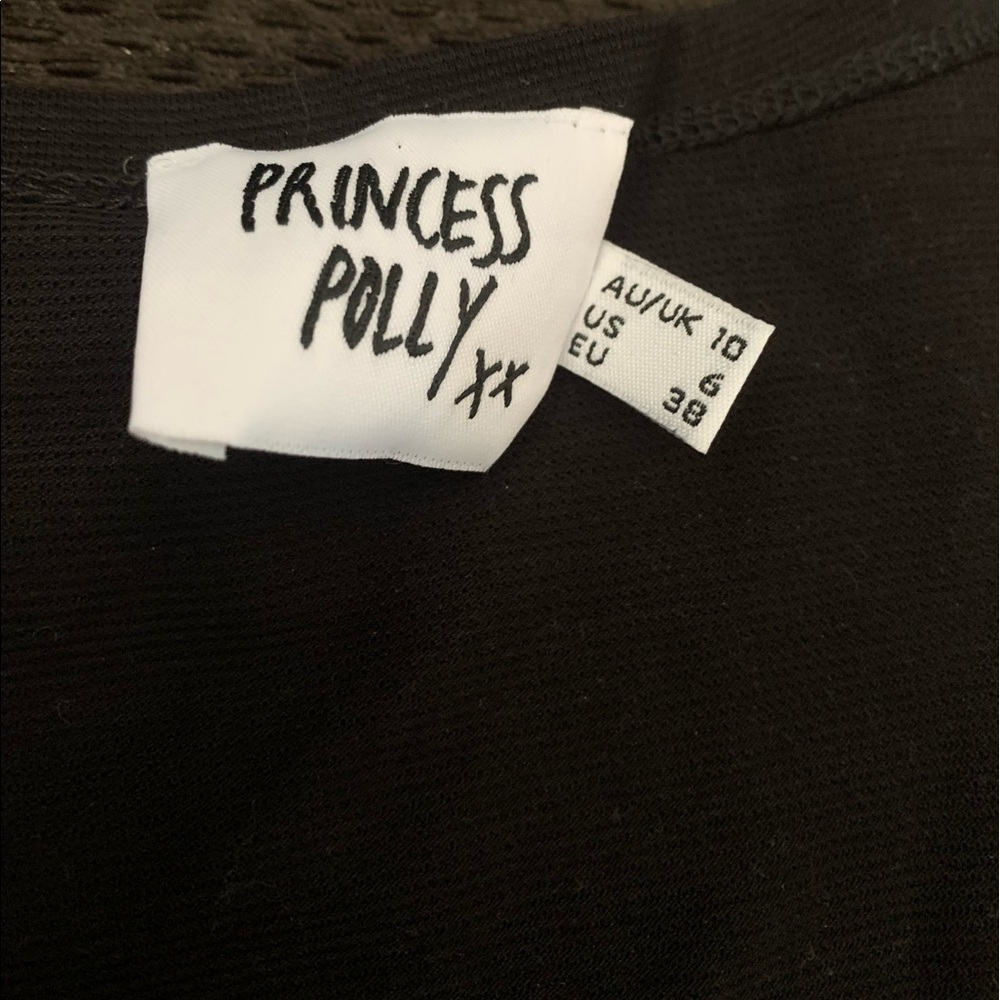 PRINCESS
POLLY
xx
AU/UK 10
US 6
EU 38